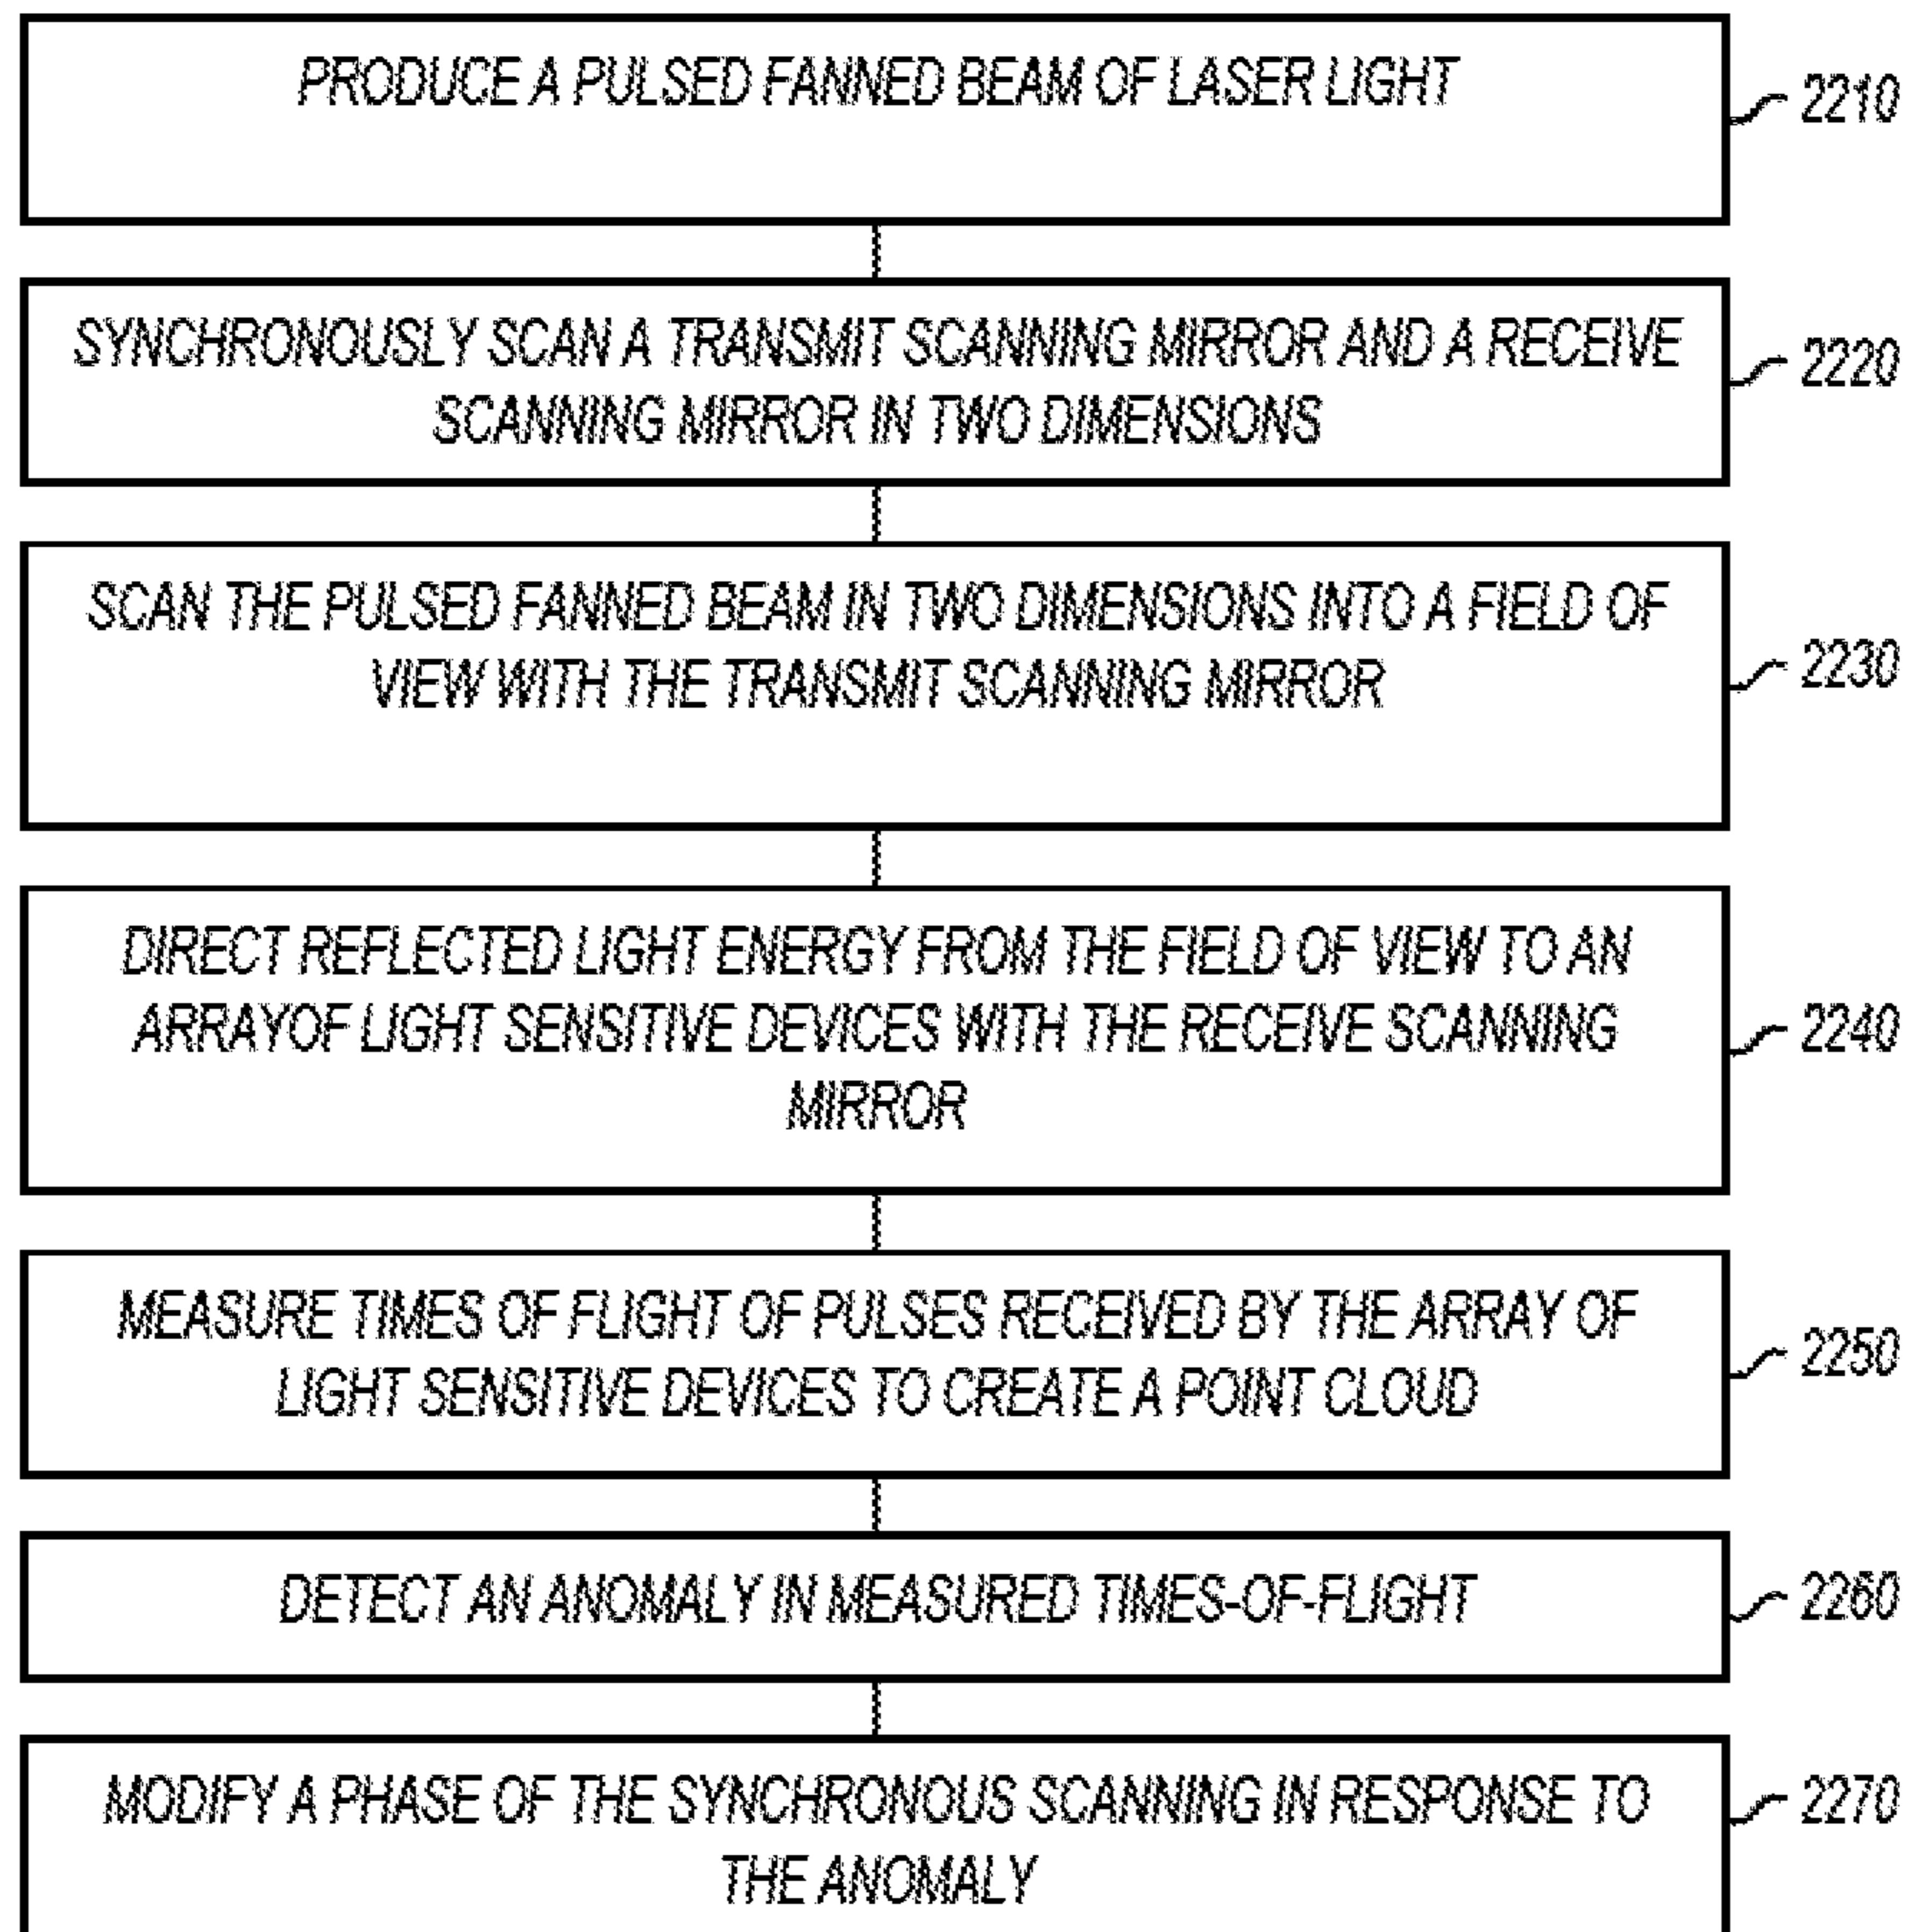 PRODUCE A PULSED FANNED BEAM OF LASER LIGHT
2210
SYNCHRONOUSLY SCAN A TRANSMIT SCANNING MIRROR AND A RECEIVE
SCANNING MIRROR IN TWO DIMENSIONS
2220
SCAN THE PULSED FANNED BEAM IN TWO DIMENSIONS INTO A FIELD OF
VIEW WITH THE TRANSMIT SCANNING MIRROR
2230
DIRECT REFLECTED LIGHT ENERGY FROM THE FIELD OF VIEW TO AN
ARRAYOF LIGHT SENSITIVE DEVICES WITH THE RECEIVE SCANNING
MIRROR
2240
MEASURE TIMES OF FLIGHT OF PULSES RECEIVED BY THE ARRAY OF
LIGHT SENSITIVE DEVICES TO CREATE A POINT CLOUD
2250
DETECT AN ANOMALY IN MEASURED TIMES-OF-FLIGHT
2260
MODIFY A PHASE OF THE SYNCHRONOUS SCANNING IN RESPONSE TO
THE ANOMALY
2270